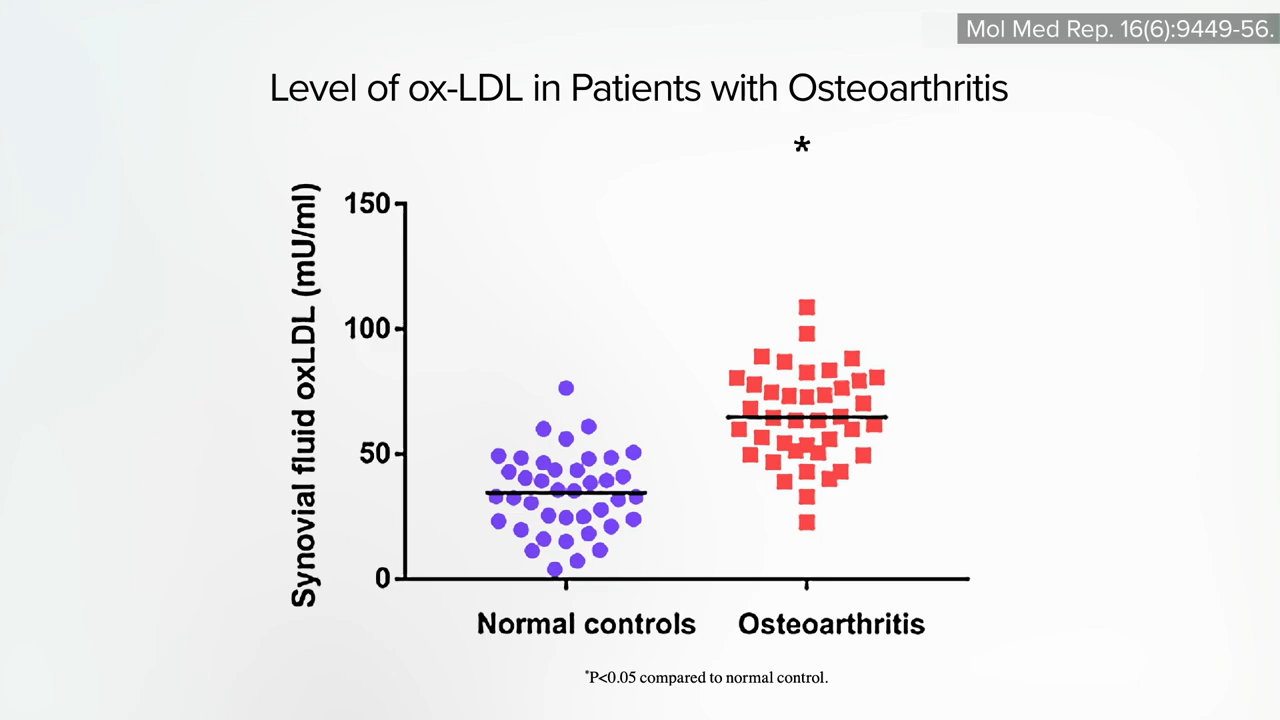 Mol Med Rep. 16(6):9449-56.
Level of ox-LDL in Patients with Osteoarthritis
*
Synovial fluid oxLDL (mU/ml)
150
100
50
0
Normal controls
Osteoarthritis
*P<0.05 compared to normal control.